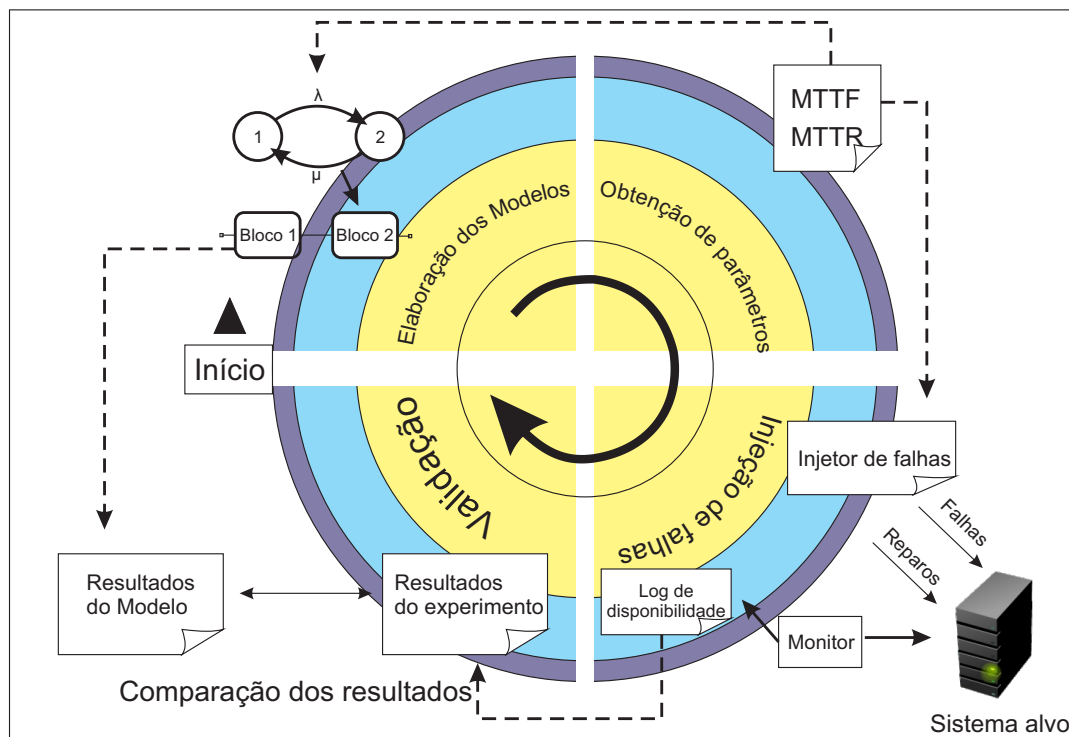 λ
1
2
μ
Bloco 1
Bloco 2
MTTF
MTTR
Elaboração dos Modelos
Obtenção de parâmetros
Início
Validação
Injeção de falhas
Injetor de falhas
Falhas
Reparos
Resultados
do Modelo
Resultados
do experimento
Log de
disponibilidade
Monitor
Comparação dos resultados
Sistema alvo